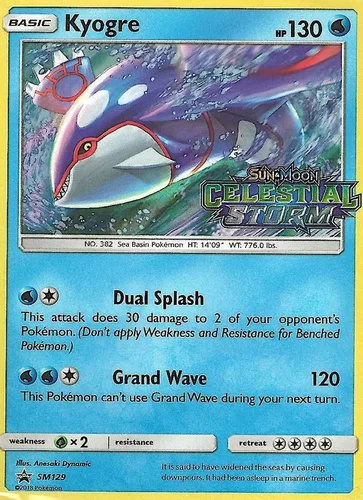 BASIC Kyogre HP 130
SUN & MOON
CELESTIAL
STORM
NO. 382 Sea Basin Pokémon HT: 14'09" WT: 776.0 lbs.
Dual Splash
This attack does 30 damage to 2 of your opponent's
Pokémon. (Don't apply Weakness and Resistance for Benched
Pokémon.)
Grand Wave 120
This Pokémon can't use Grand Wave during your next turn.
weakness ×2 resistance retreat
Illus. Anesaki Dynamic
SM129
©2018 Pokémon
It is said to have widened the seas by causing
downpours. It had been asleep in a marine trench.